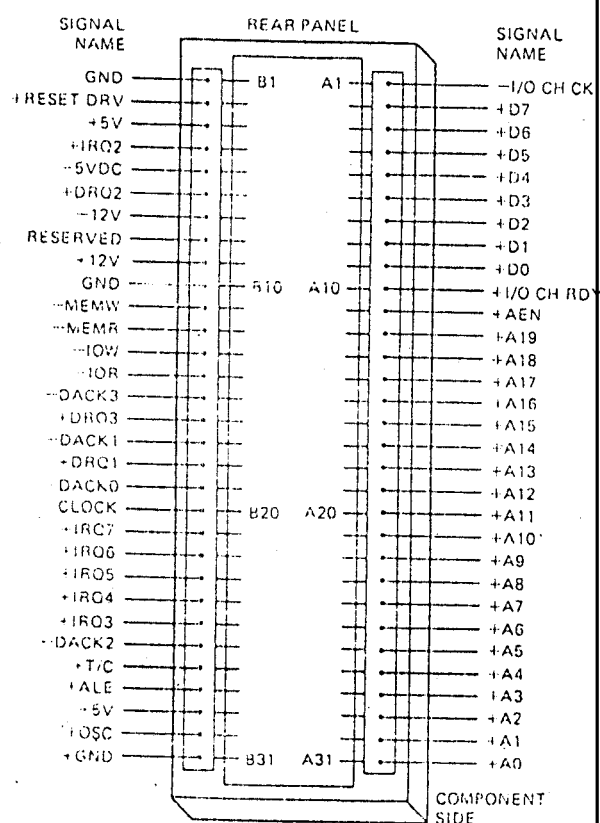 REAR PANEL
SIGNAL
NAME
GND
+RESET DRV
+5V
+IRQ2
-5VDC
+DRQ2
-12V
RESERVED
+12V
GND
-MEMW
-MEMR
-IOW
-IOR
-DACK3
+DRQ3
-DACK1
+DRQ1
DACK0
CLOCK
+IRQ7
+IRQ6
+IRQ5
+IRQ4
+IRQ3
-DACK2
+T/C
+ALE
+5V
+OSC
+GND
B1 A1
B10 A10
B20 A20
B31 A31
SIGNAL
NAME
-I/O CH CK
+D7
+D6
+D5
+D4
+D3
+D2
+D1
+D0
+I/O CH RDY
+AEN
+A19
+A18
+A17
+A16
+A15
+A14
+A13
+A12
+A11
+A10
+A9
+A8
+A7
+A6
+A5
+A4
+A3
+A2
+A1
+A0
COMPONENT
SIDE